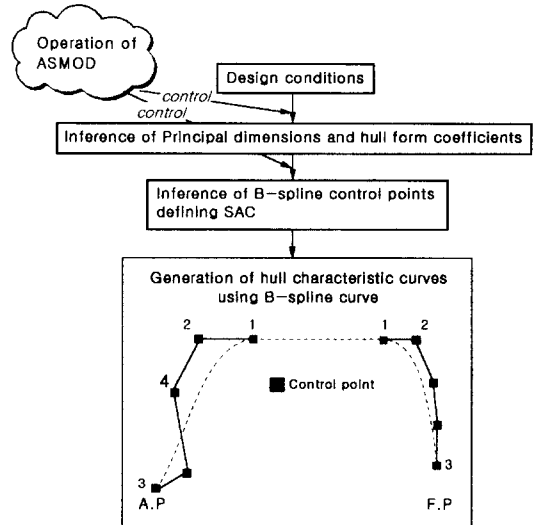 Operation of
ASMOD
Design conditions
control
control
Inference of Principal dimensions and hull form coefficients
Inference of B-spline control points
defining SAC
Generation of hull characteristic curves
using B-spline curve
2 1 1 2
4 Control point
3 3
A.P F.P